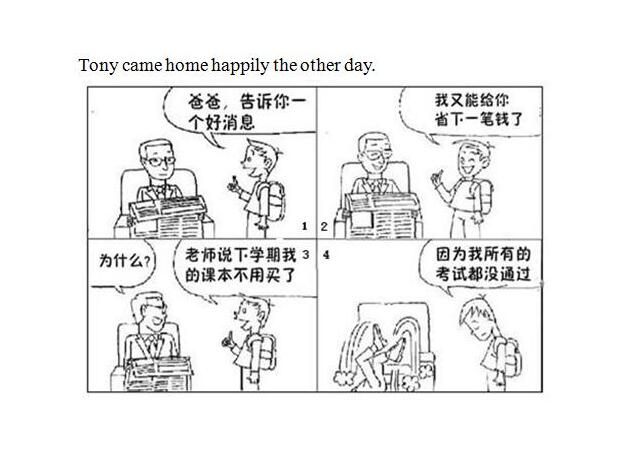 Tony came home happily the other day.
爸爸，告诉你一
个好消息
1
我又能给你
省下一笔钱了
2
为什么？
老师说下学期我
的课本不用买了
3
因为我所有的
考试都没通过
4